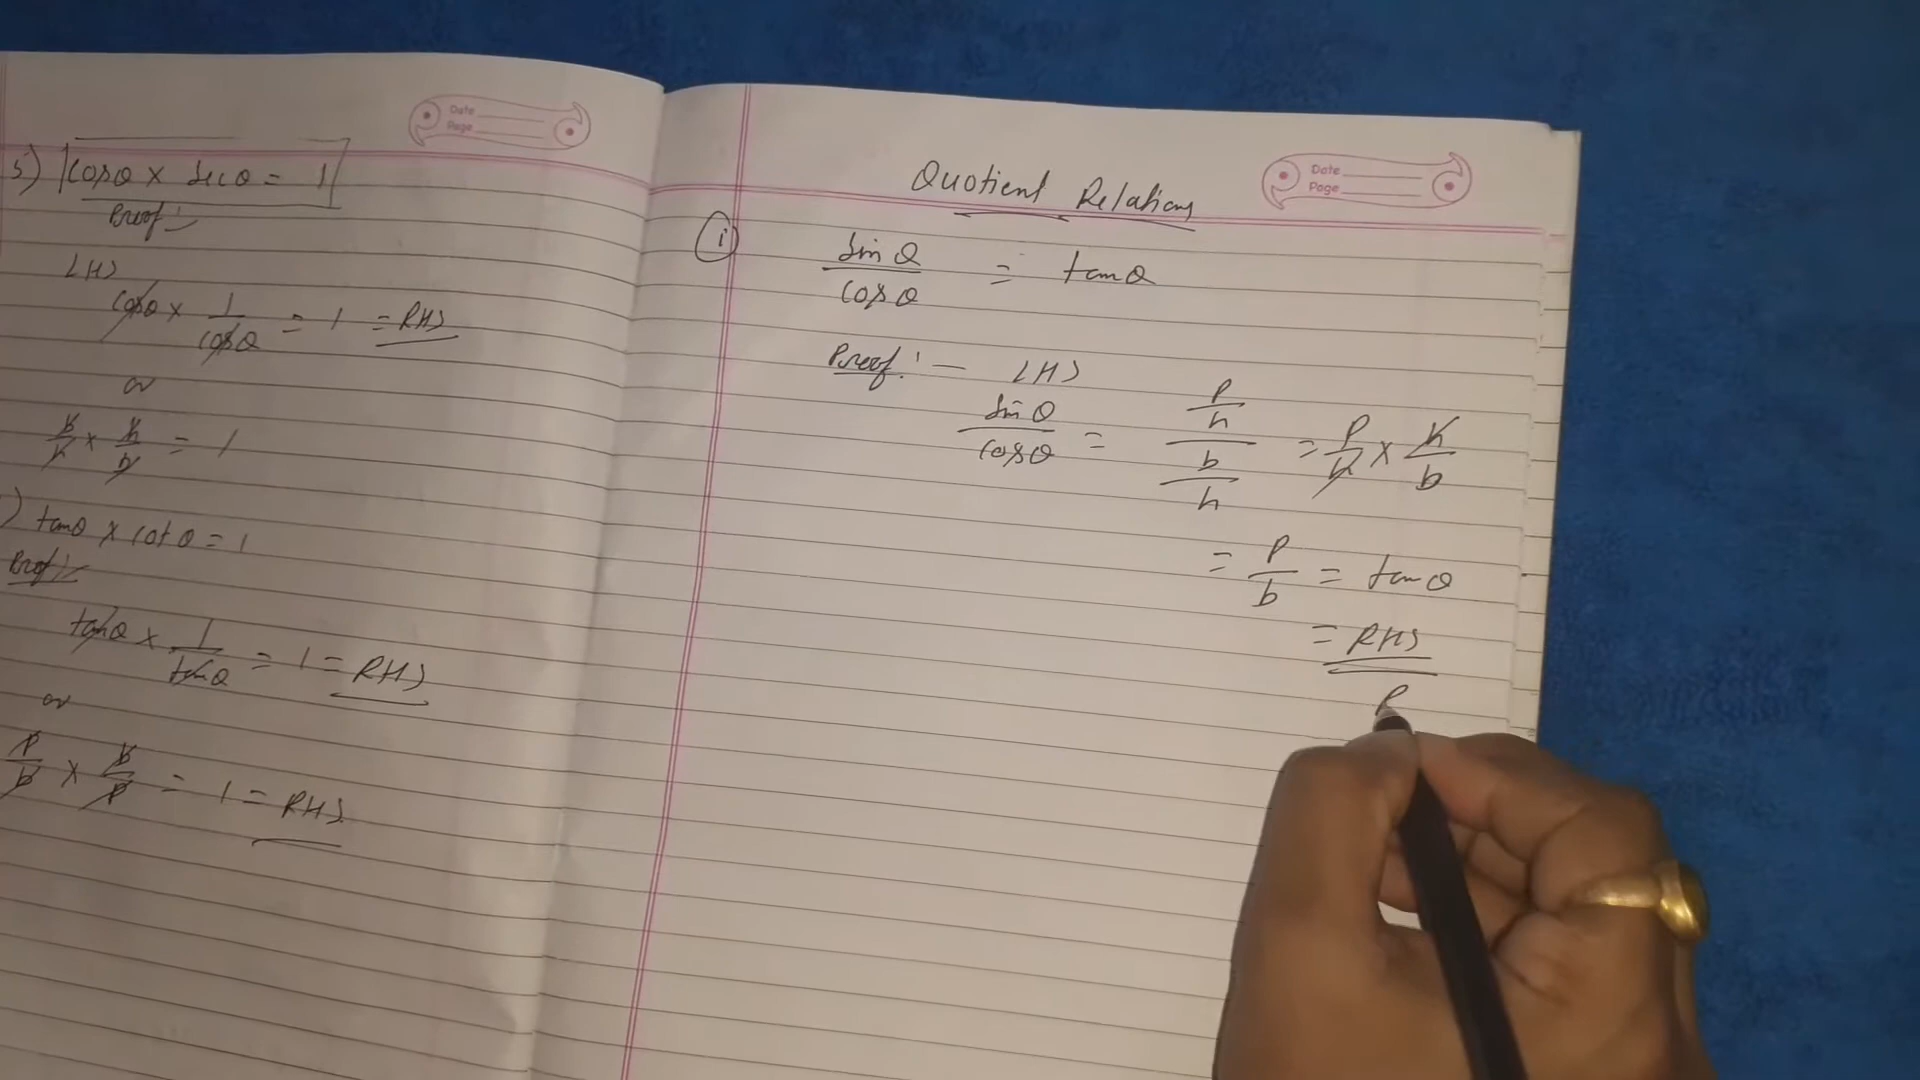 Date
Page
5) cosθ × secθ = 1
Proof:-
LHS
cosθ × 1/cosθ = 1 = RHS
or
b/h × h/b = 1
) tanθ × cotθ = 1
Proof:-
tanθ × 1/tanθ = 1 = RHS
or
p/b × b/p = 1 = RHS
Date
Page
Quotient Relations
i
sinθ/cosθ = tanθ
Proof:- LHS
sinθ/cosθ = p/h / b/h = p/h × h/b
= p/b = tanθ
= RHS
P